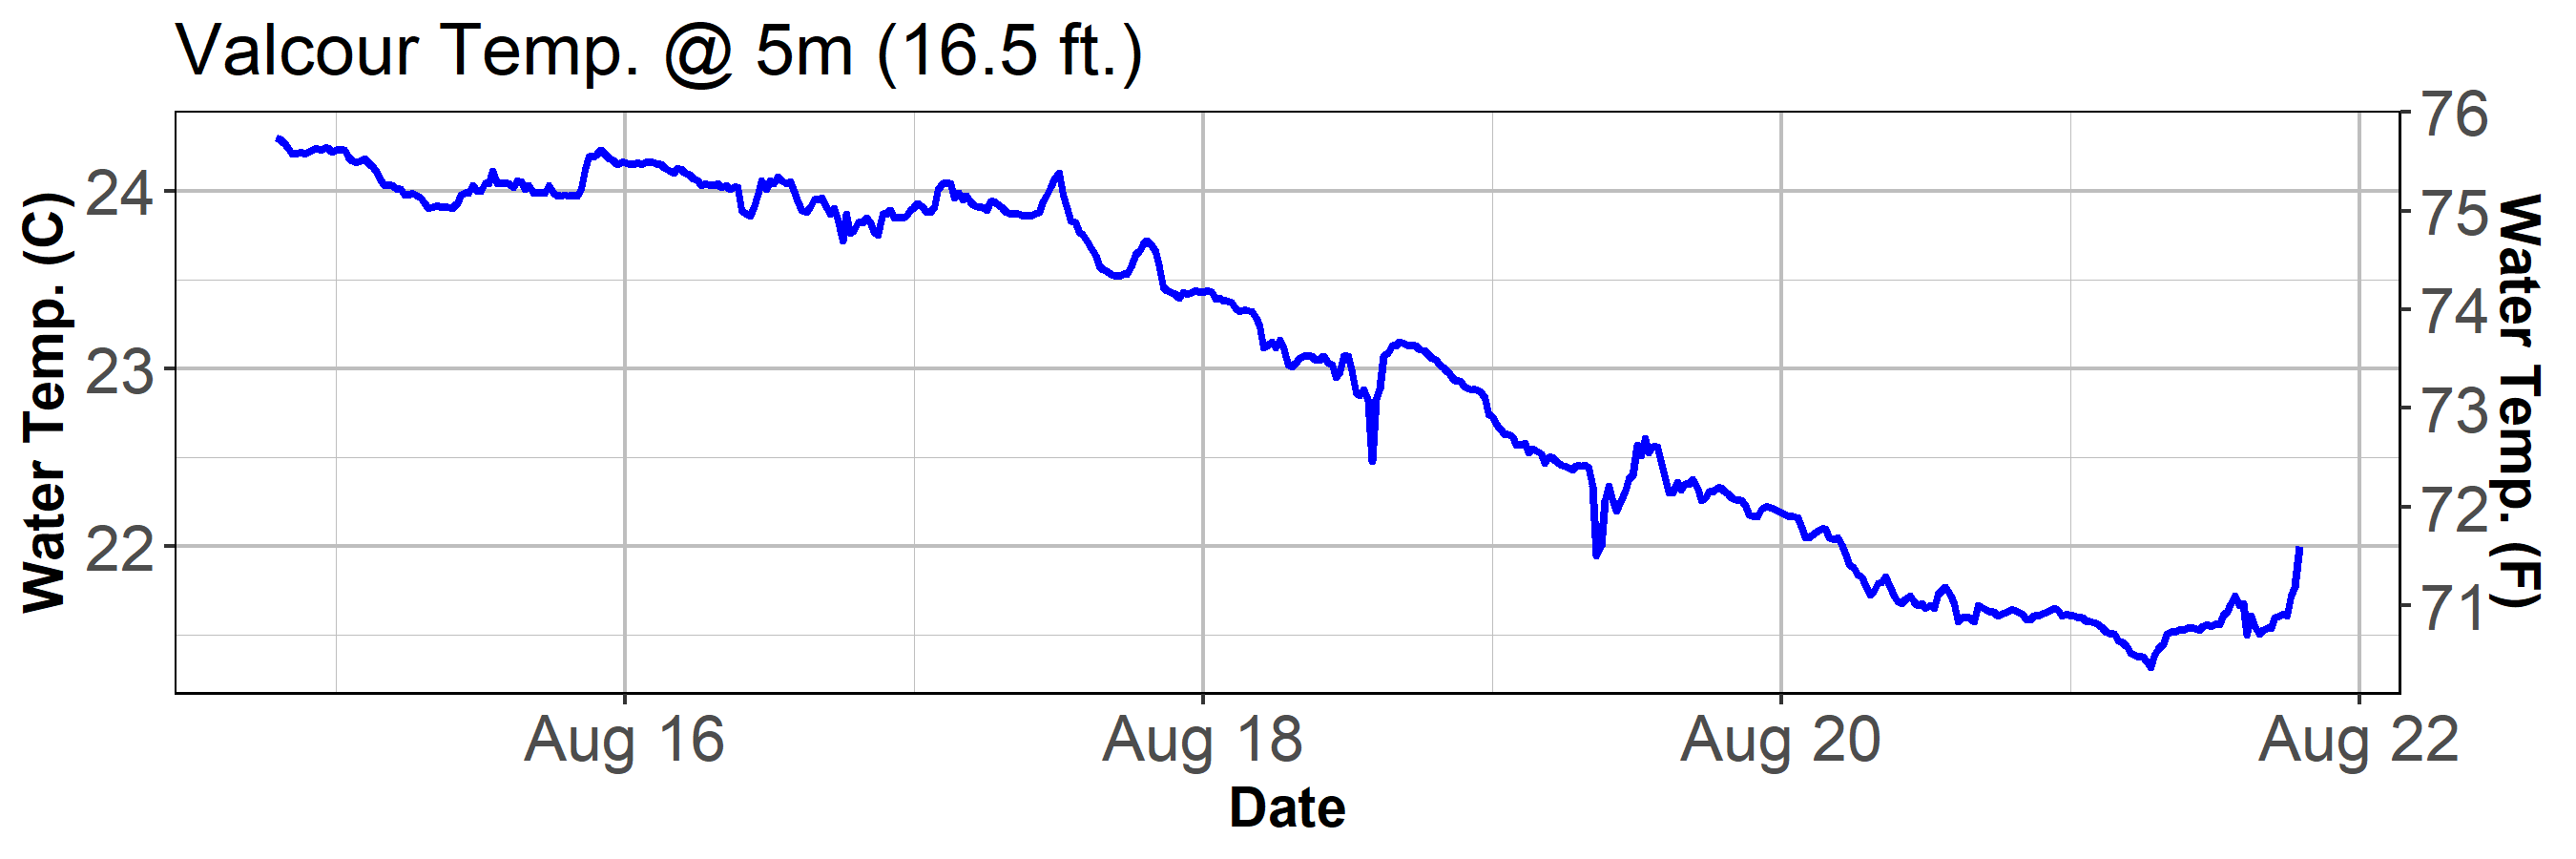 Valcour Temp. @ 5m (16.5 ft.)
Water Temp. (C)
24
23
22
76
75
74
73
72
71
Water Temp. (F)
Aug 16
Aug 18
Aug 20
Aug 22
Date